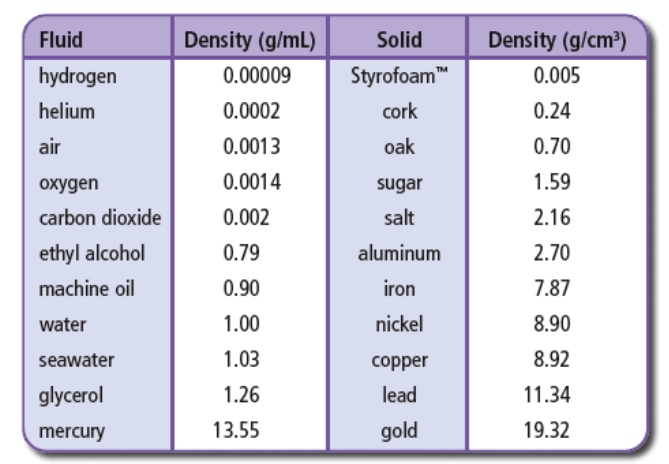 Fluid Density (g/mL) Solid Density (g/cm³)
hydrogen 0.00009 Styrofoam™ 0.005
helium 0.0002 cork 0.24
air 0.0013 oak 0.70
oxygen 0.0014 sugar 1.59
carbon dioxide 0.002 salt 2.16
ethyl alcohol 0.79 aluminum 2.70
machine oil 0.90 iron 7.87
water 1.00 nickel 8.90
seawater 1.03 copper 8.92
glycerol 1.26 lead 11.34
mercury 13.55 gold 19.32